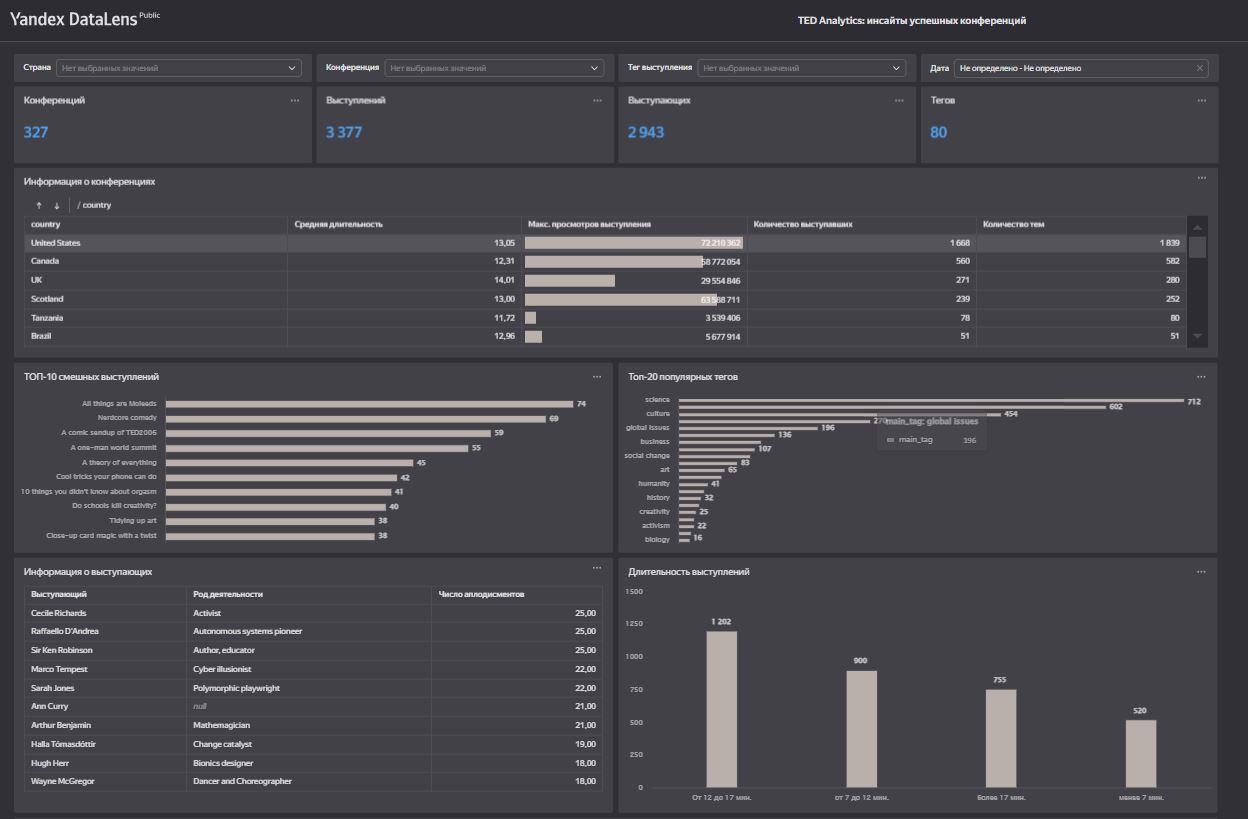 Yandex DataLens Public
TED Analytics: инсайты успешных конференций
Страна Нет выбранных значений
Конференция Нет выбранных значений
Тег выступления Нет выбранных значений
Дата Не определено - Не определено
Конференций
327
Выступлений
3 377
Выступающих
2 943
Тегов
80
Информация о конференциях
/ country
country Средняя длительность Макс. просмотров выступления Количество выступавших Количество тем
United States 13,05 72 210 362 1 668 1 839
Canada 12,31 58 772 054 560 582
UK 14,01 29 554 846 271 280
Scotland 13,00 63 588 711 239 252
Tanzania 11,72 3 539 406 78 80
Brazil 12,96 5 677 914 51 51
ТОП-10 смешных выступлений
All things are Moleeds 74
Nerdcore comedy 69
A comic sendup of TED2006 59
A one-man world summit 55
A theory of everything 45
Cool tricks your phone can do 42
10 things you didn't know about orgasm 41
Do schools kill creativity? 40
Tidying up art 38
Close-up card magic with a twist 38
Топ-20 популярных тегов
science 712
602
culture 454
global issues 196
136
business
107
social change
83
art 65
humanity 41
history 32
creativity 25
activism 22
biology 16
main_tag: global issues
main_tag 196
Информация о выступающих
Выступающий Род деятельности Число аплодисментов
Cecile Richards Activist 25,00
Raffaello D'Andrea Autonomous systems pioneer 25,00
Sir Ken Robinson Author, educator 25,00
Marco Tempest Cyber illusionist 22,00
Sarah Jones Polymorphic playwright 22,00
Ann Curry null 21,00
Arthur Benjamin Mathemagician 21,00
Halla Tómasdóttir Change catalyst 19,00
Hugh Herr Bionics designer 18,00
Wayne McGregor Dancer and Choreographer 18,00
Длительность выступлений
1500
1250
1000
750
500
250
0
1 202
900
755
520
От 12 до 17 мин.
от 7 до 12 мин.
более 17 мин.
менее 7 мин.